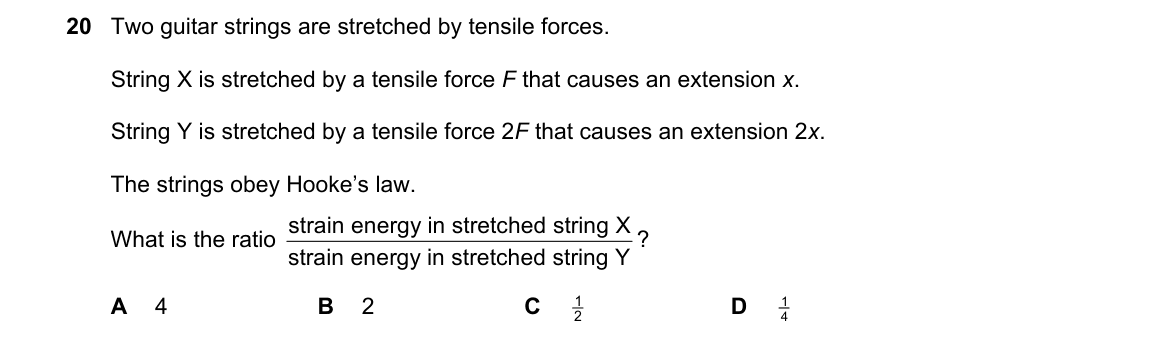 20 Two guitar strings are stretched by tensile forces.
String X is stretched by a tensile force F that causes an extension x.
String Y is stretched by a tensile force 2F that causes an extension 2x.
The strings obey Hooke’s law.
What is the ratio strain energy in stretched string X / strain energy in stretched string Y ?
A 4 B 2 C 1/2 D 1/4